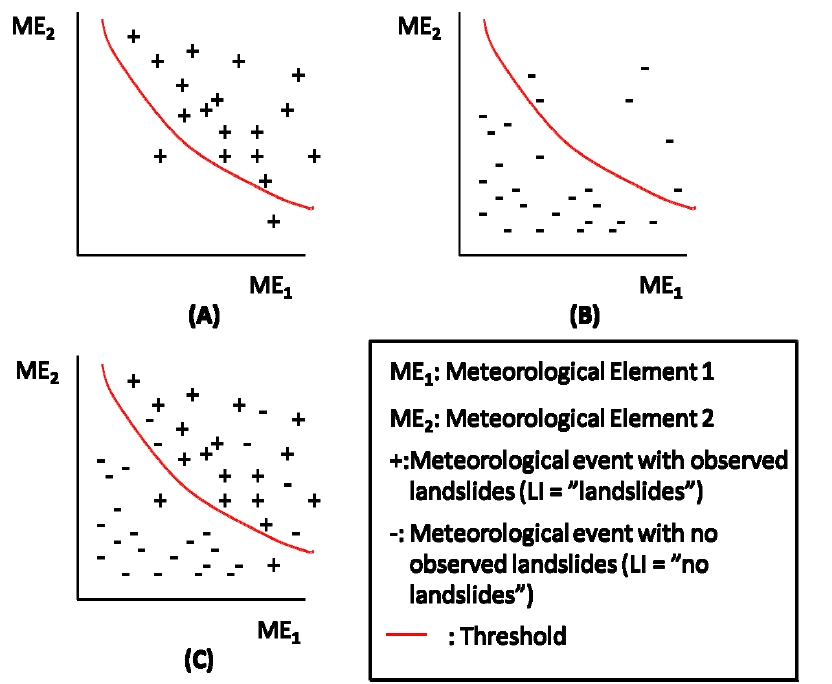 ME₂
ME₁
(A)
ME₂
ME₁
(B)
ME₂
ME₁
(C)
ME₁: Meteorological Element 1
ME₂: Meteorological Element 2
+:Meteorological event with observed
landslides (LI = ”landslides”)
-: Meteorological event with no
observed landslides (LI = ”no
landslides”)
: Threshold